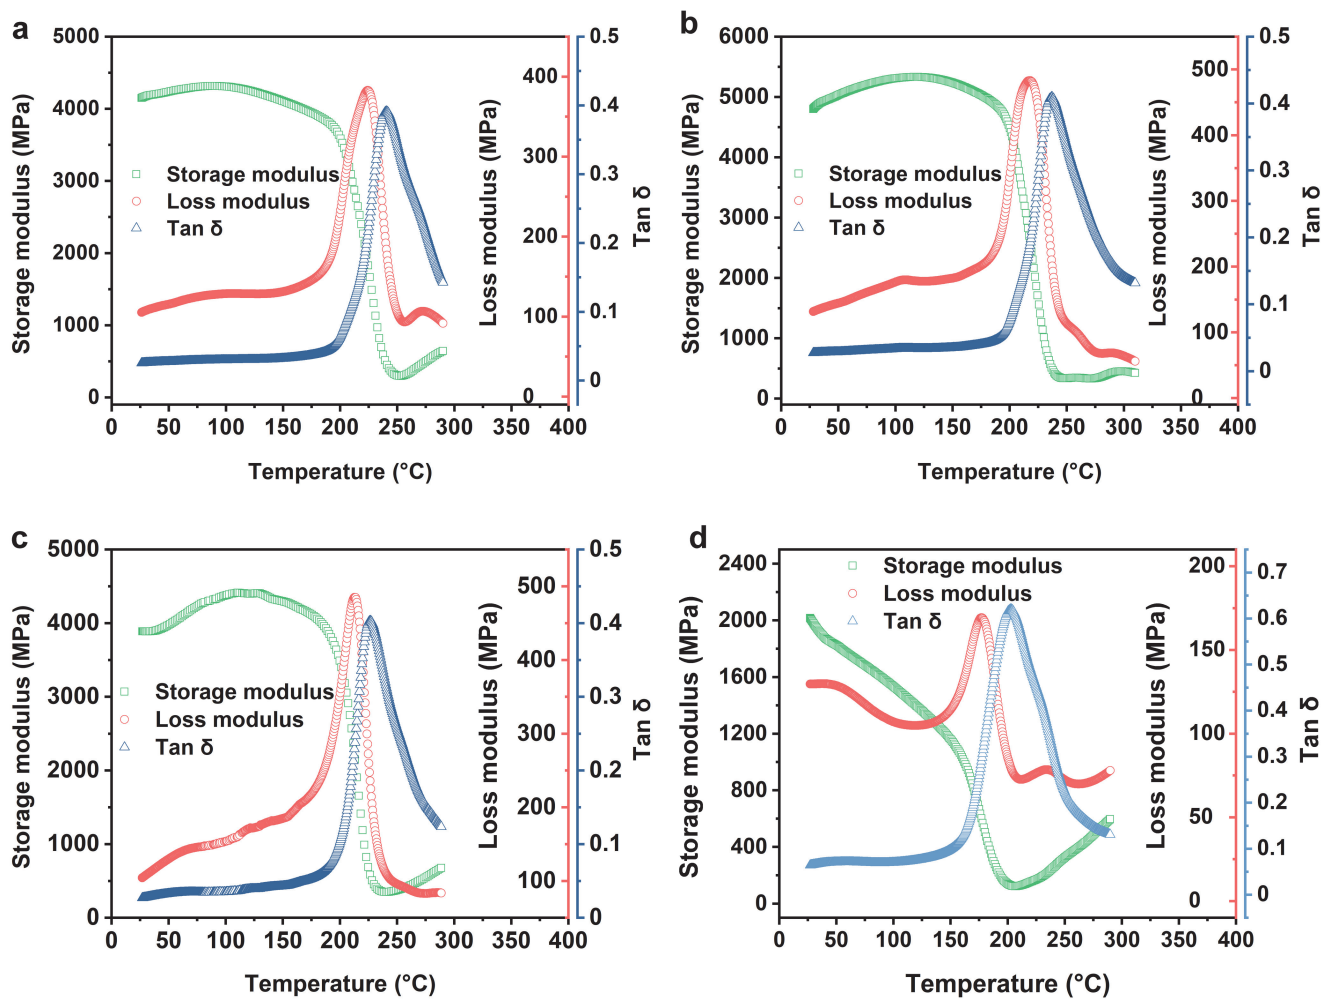 a
5000
4000
3000
2000
1000
0
Storage modulus (MPa)
Storage modulus
Loss modulus
Tan δ
0 50 100 150 200 250 300 350 400
Temperature (°C)
400
300
200
100
0
Loss modulus (MPa)
0.5
0.4
0.3
0.2
0.1
0
Tan δ
b
6000
5000
4000
3000
2000
1000
0
Storage modulus (MPa)
Storage modulus
Loss modulus
Tan δ
0 50 100 150 200 250 300 350 400
Temperature (°C)
500
400
300
200
100
0
Loss modulus (MPa)
0.5
0.4
0.3
0.2
0.1
0
Tan δ
c
5000
4000
3000
2000
1000
0
Storage modulus (MPa)
Storage modulus
Loss modulus
Tan δ
0 50 100 150 200 250 300 350 400
Temperature (°C)
500
400
300
200
100
Loss modulus (MPa)
0.5
0.4
0.3
0.2
0.1
0
Tan δ
d
2400
2000
1600
1200
800
400
0
Storage modulus (MPa)
Storage modulus
Loss modulus
Tan δ
0 50 100 150 200 250 300 350 400
Temperature (°C)
200
150
100
50
0
Loss modulus (MPa)
0.7
0.6
0.5
0.4
0.3
0.2
0.1
0
Tan δ